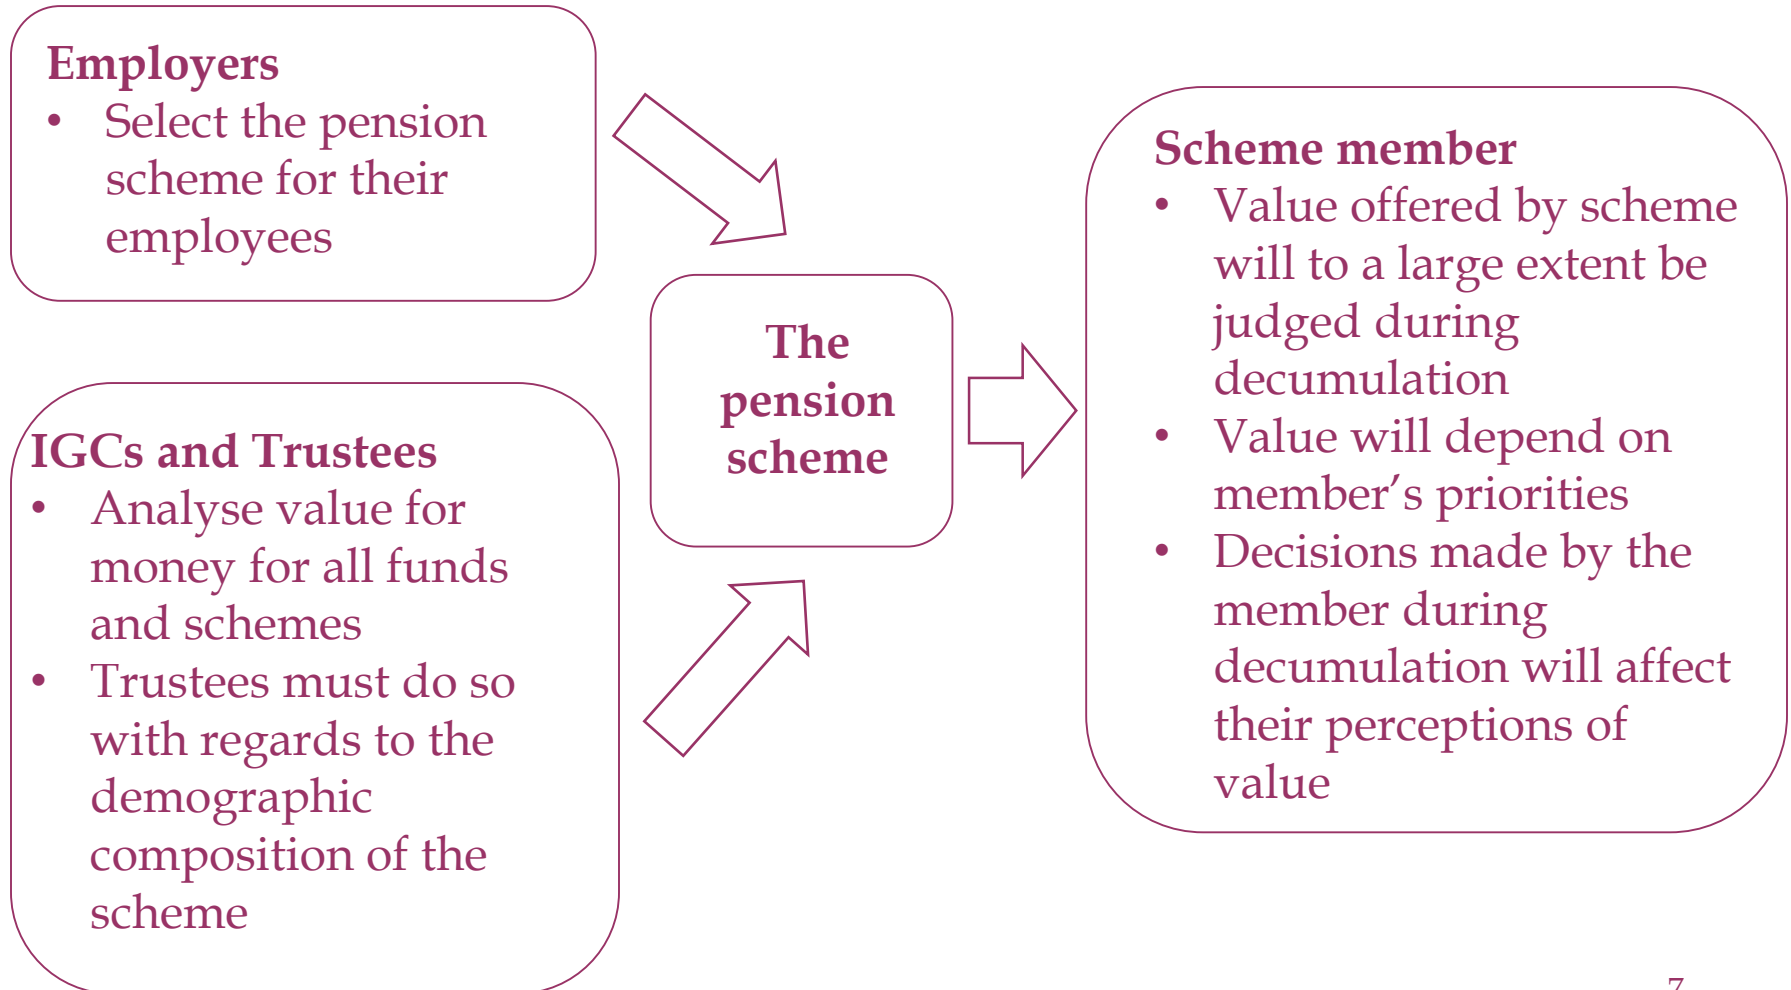 Employers
• Select the pension
scheme for their
employees
IGCs and Trustees
• Analyse value for
money for all funds
and schemes
• Trustees must do so
with regards to the
demographic
composition of the
scheme
The
pension
scheme
Scheme member
• Value offered by scheme
will to a large extent be
judged during
decumulation
• Value will depend on
member’s priorities
• Decisions made by the
member during
decumulation will affect
their perceptions of
value
7